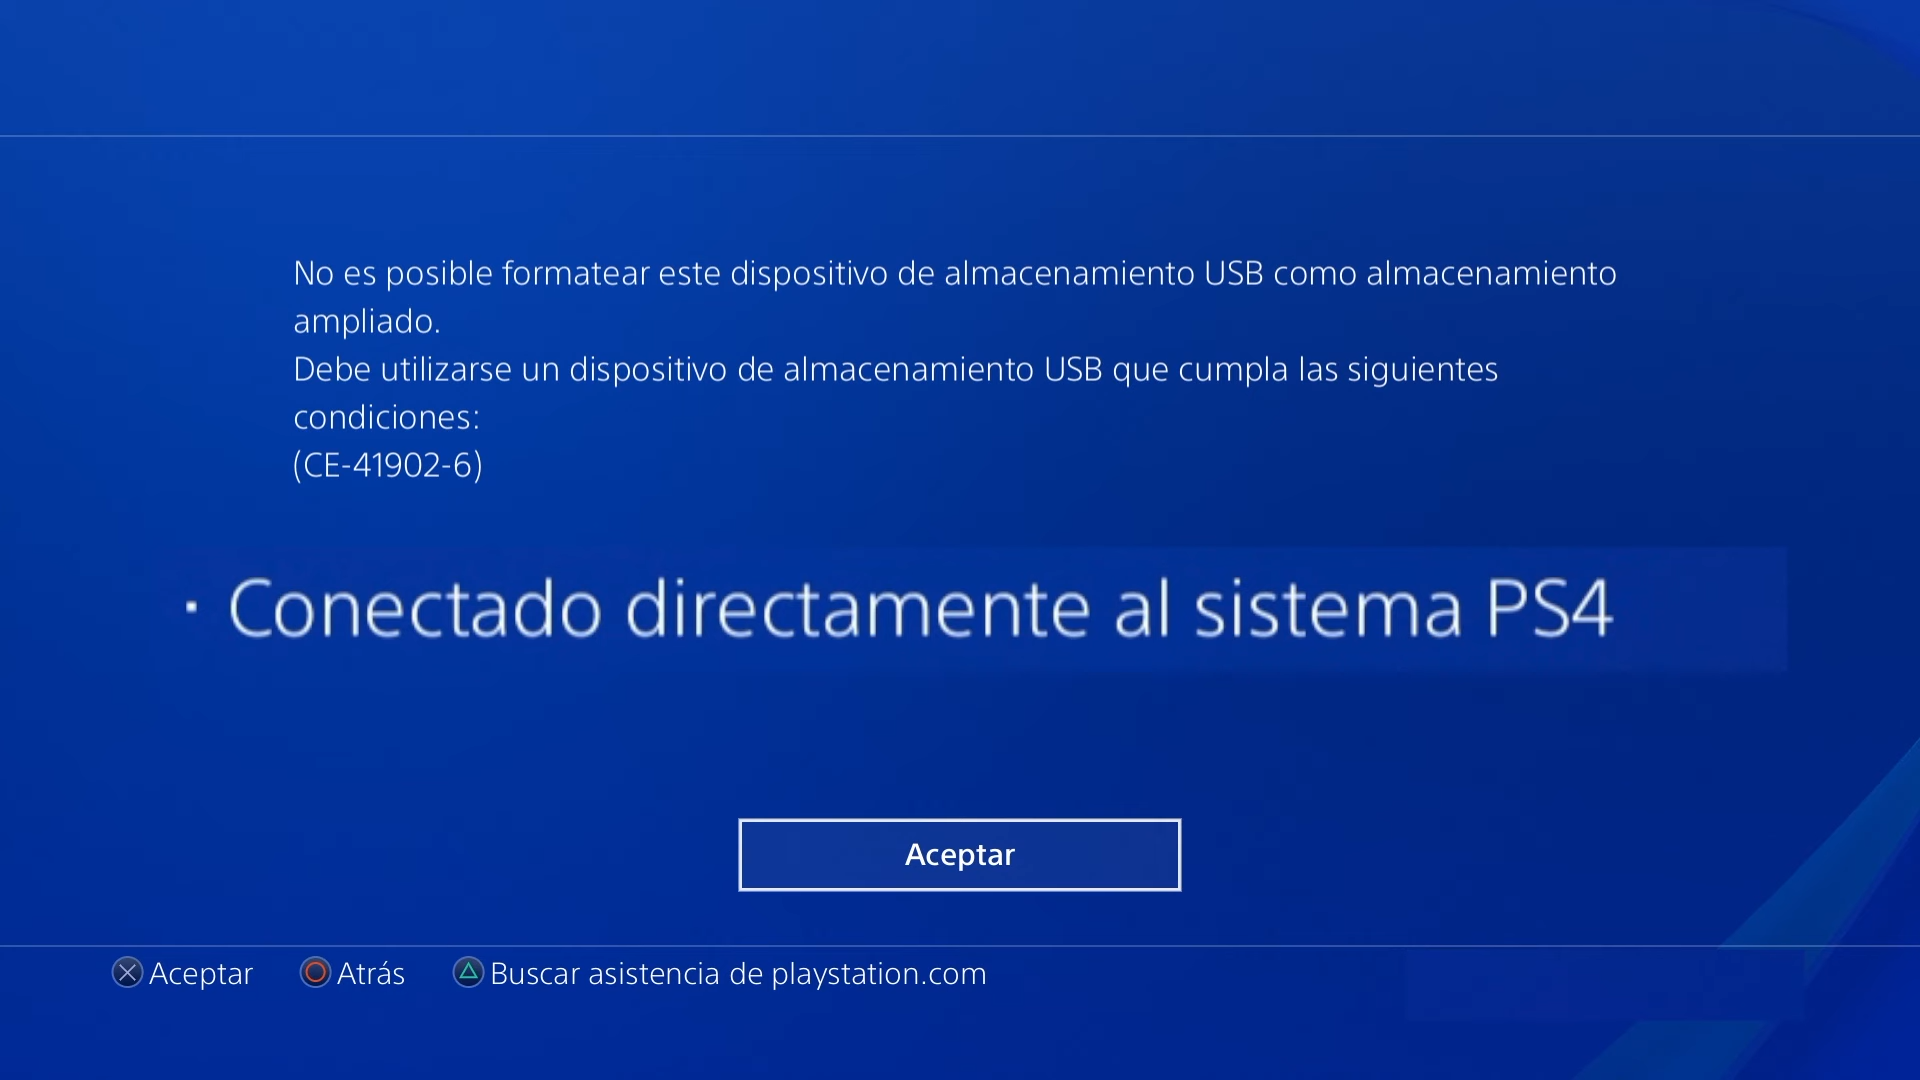 No es posible formatear este dispositivo de almacenamiento USB como almacenamiento
ampliado.
Debe utilizarse un dispositivo de almacenamiento USB que cumpla las siguientes
condiciones:
(CE-41902-6)
· Conectado directamente al sistema PS4
Aceptar
Aceptar Atrás Buscar asistencia de playstation.com